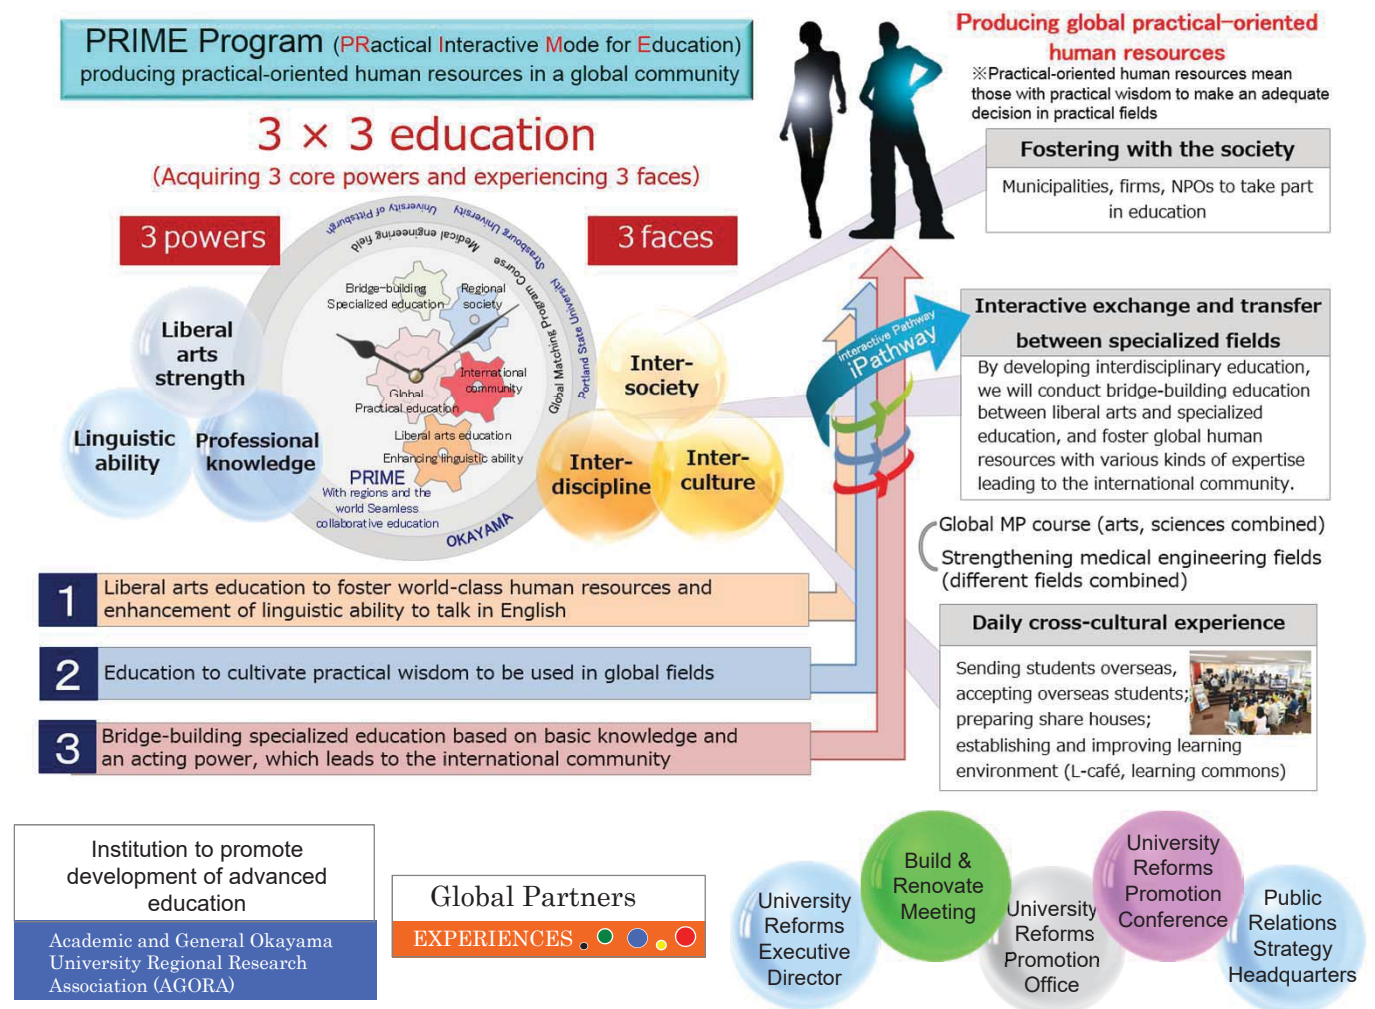 PRIME Program (PRactical Interactive Mode for Education)
producing practical-oriented human resources in a global community
3 × 3 education
(Acquiring 3 core powers and experiencing 3 faces)
3 powers
3 faces
Liberal
arts
strength
Linguistic
ability
Professional
knowledge
University of Pittsburgh
Strasbourg University
Portland State University
Medical engineering field
Global Matching Program Course
Bridge-building
Specialized education
Regional
society
International
community
Global
Practical education
Liberal arts education
Enhancing linguistic ability
PRIME
With regions and the
world Seamless
collaborative education
OKAYAMA
Inter-
society
Inter-
discipline
Inter-
culture
Producing global practical-oriented
human resources
※Practical-oriented human resources mean
those with practical wisdom to make an adequate
decision in practical fields
Fostering with the society
Municipalities, firms, NPOs to take part
in education
Interactive Pathway
iPathway
Interactive exchange and transfer
between specialized fields
By developing interdisciplinary education,
we will conduct bridge-building education
between liberal arts and specialized
education, and foster global human
resources with various kinds of expertise
leading to the international community.
Global MP course (arts, sciences combined)
Strengthening medical engineering fields
(different fields combined)
Daily cross-cultural experience
Sending students overseas,
accepting overseas students;
preparing share houses;
establishing and improving learning
environment (L-café, learning commons)
1
Liberal arts education to foster world-class human resources and
enhancement of linguistic ability to talk in English
2
Education to cultivate practical wisdom to be used in global fields
3
Bridge-building specialized education based on basic knowledge and
an acting power, which leads to the international community
Institution to promote
development of advanced
education
Academic and General Okayama
University Regional Research
Association (AGORA)
Global Partners
EXPERIENCES
University
Reforms
Executive
Director
Build &
Renovate
Meeting
University
Reforms
Promotion
Office
University
Reforms
Promotion
Conference
Public
Relations
Strategy
Headquarters